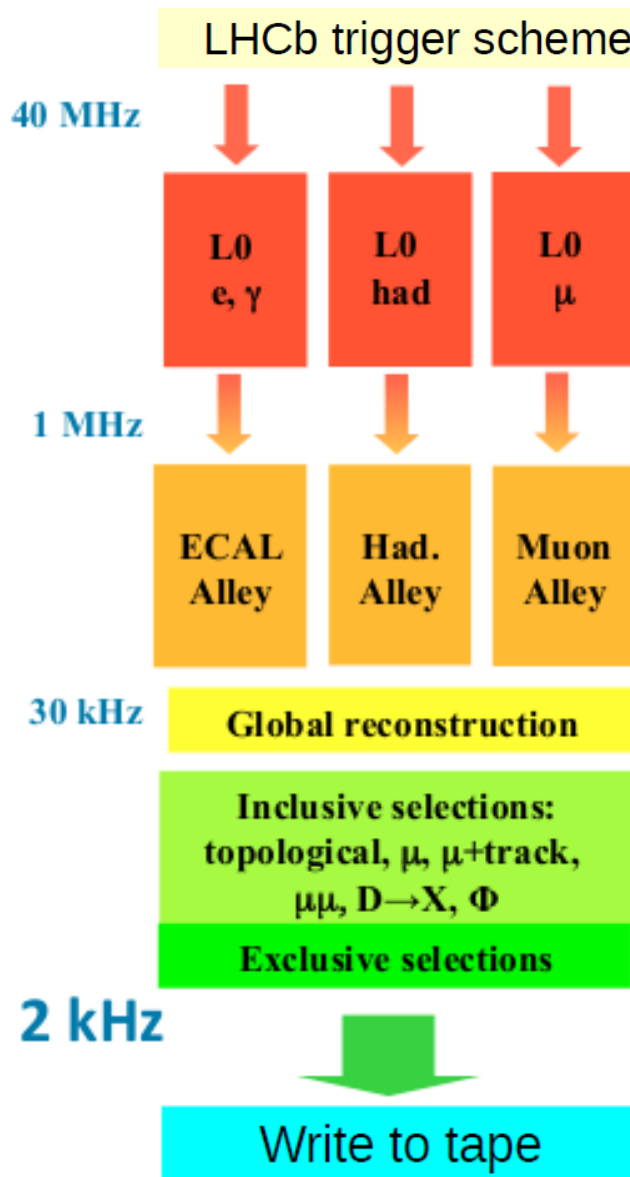 LHCb trigger scheme
40 MHz
L0
e, γ
L0
had
L0
μ
1 MHz
ECAL
Alley
Had.
Alley
Muon
Alley
30 kHz
Global reconstruction
Inclusive selections:
topological, μ, μ+track,
μμ, D→X, Φ
Exclusive selections
2 kHz
Write to tape